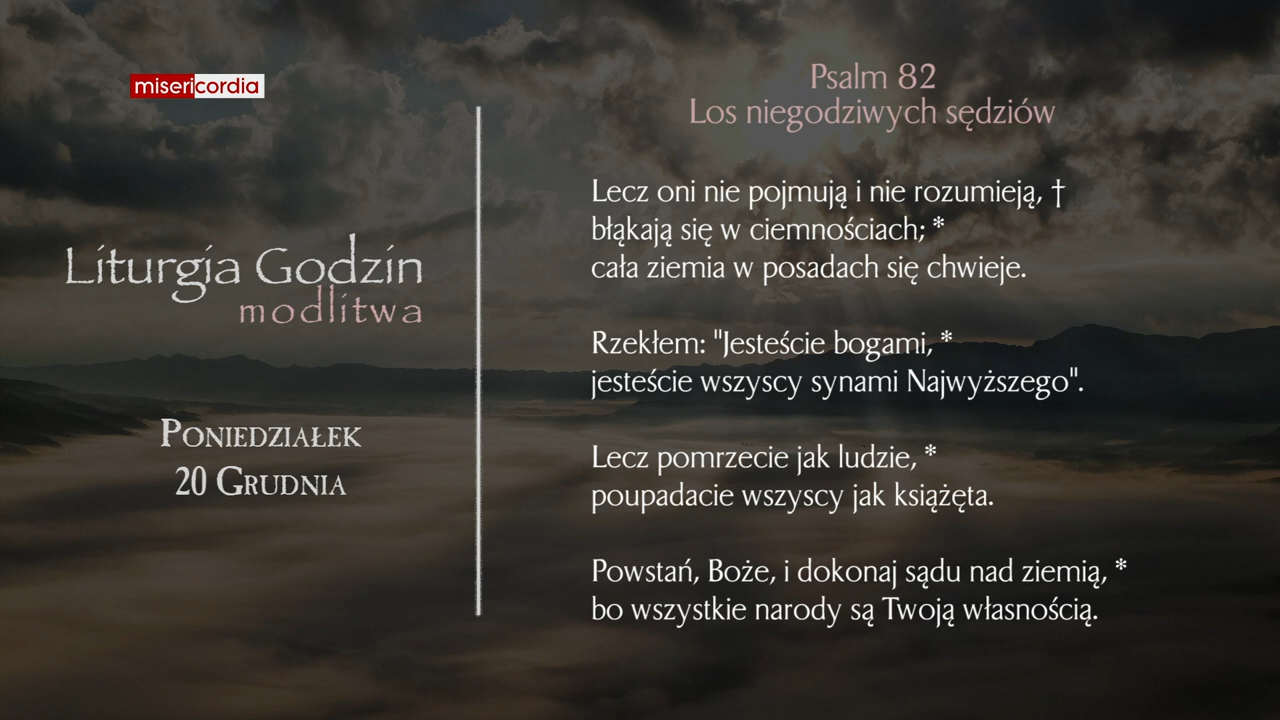 misericordia
Liturgia Godzin
modlitwa
Poniedziałek
20 Grudnia
Psalm 82
Los niegodziwych sędziów
Lecz oni nie pojmują i nie rozumieją, †
błąkają się w ciemnościach; *
cała ziemia w posadach się chwieje.
Rzekłem: "Jesteście bogami, *
jesteście wszyscy synami Najwyższego".
Lecz pomrzecie jak ludzie, *
poupadacie wszyscy jak książęta.
Powstań, Boże, i dokonaj sądu nad ziemią, *
bo wszystkie narody są Twoją własnością.